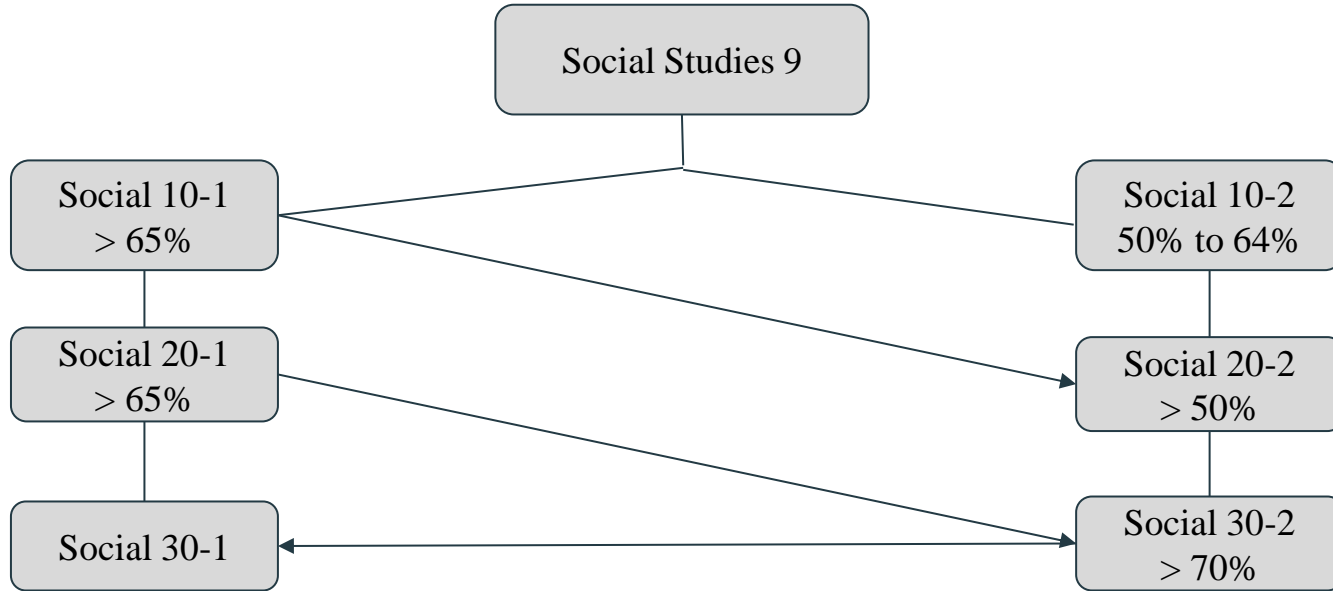 Social Studies 9
Social 10-1
> 65%
Social 10-2
50% to 64%
Social 20-1
> 65%
Social 20-2
> 50%
Social 30-1
Social 30-2
> 70%